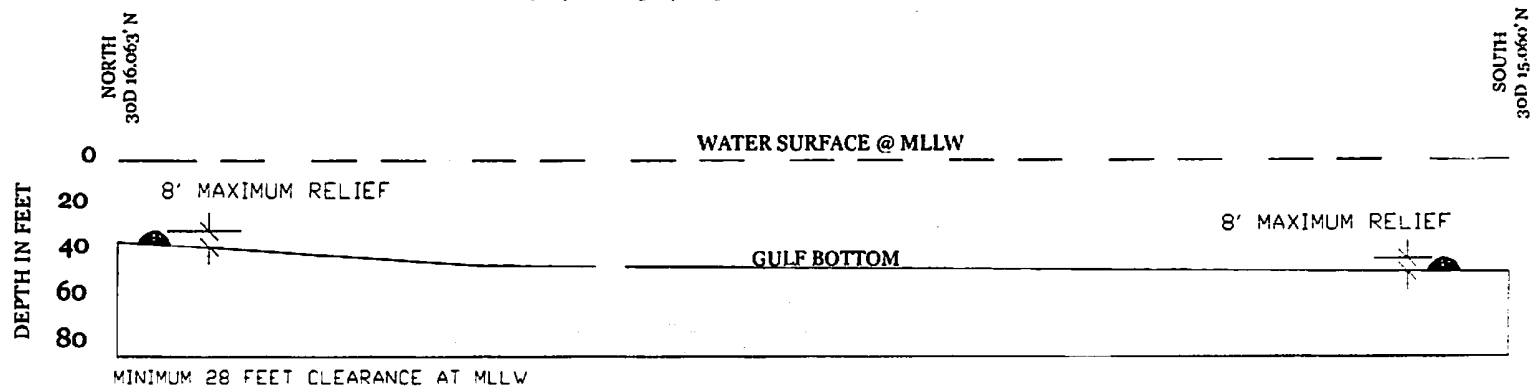 NORTH
30D 16.063' N
SOUTH
30D 15.060' N
WATER SURFACE @ MLLW
DEPTH IN FEET
0
20
40
60
80
8' MAXIMUM RELIEF
8' MAXIMUM RELIEF
GULF BOTTOM
MINIMUM 28 FEET CLEARANCE AT MLLW